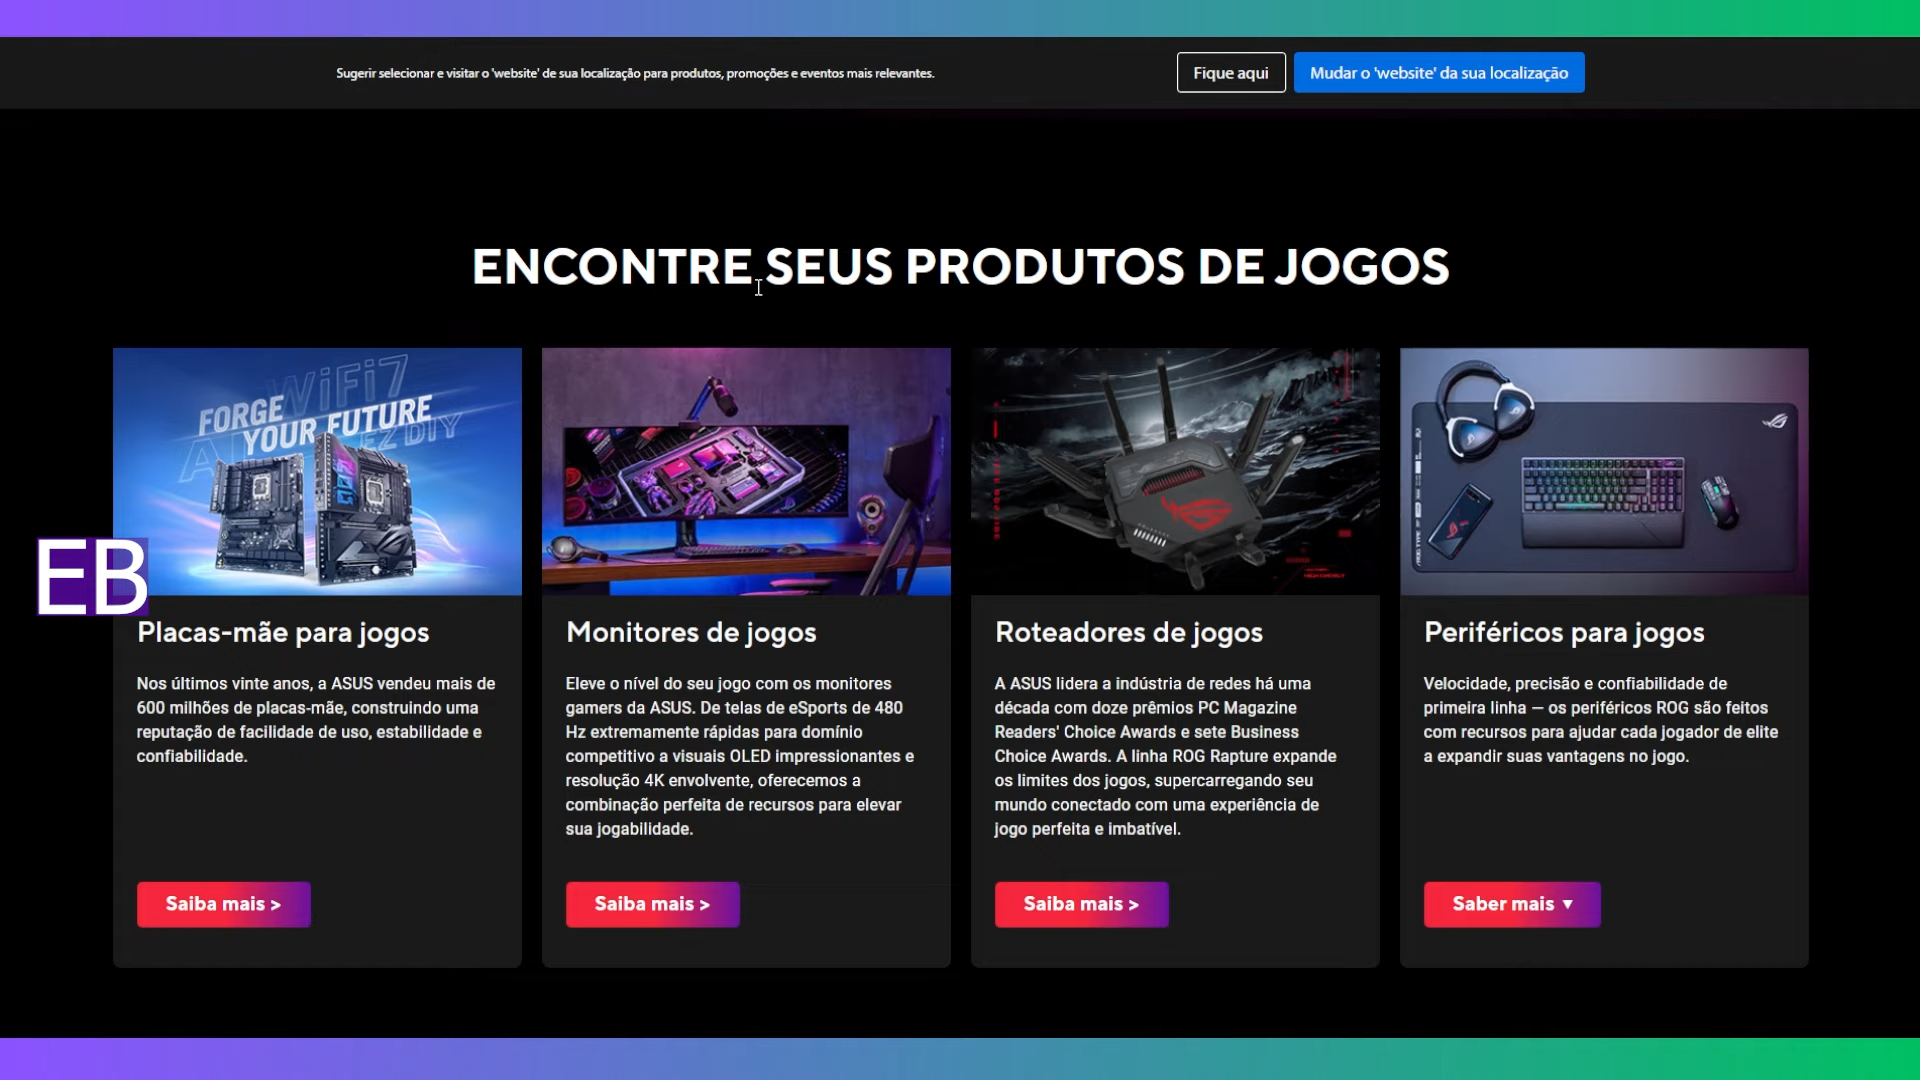 Sugerir selecionar e visitar o 'website' de sua localização para produtos, promoções e eventos mais relevantes.
Fique aqui
Mudar o 'website' da sua localização
ENCONTRE SEUS PRODUTOS DE JOGOS
WiFi7
FORGE
YOUR FUTURE
EZ DIY
EB
Placas-mãe para jogos
Nos últimos vinte anos, a ASUS vendeu mais de
600 milhões de placas-mãe, construindo uma
reputação de facilidade de uso, estabilidade e
confiabilidade.
Saiba mais >
Monitores de jogos
Eleve o nível do seu jogo com os monitores
gamers da ASUS. De telas de eSports de 480
Hz extremamente rápidas para domínio
competitivo a visuais OLED impressionantes e
resolução 4K envolvente, oferecemos a
combinação perfeita de recursos para elevar
sua jogabilidade.
Saiba mais >
Roteadores de jogos
A ASUS lidera a indústria de redes há uma
década com doze prêmios PC Magazine
Readers' Choice Awards e sete Business
Choice Awards. A linha ROG Rapture expande
os limites dos jogos, supercarregando seu
mundo conectado com uma experiência de
jogo perfeita e imbatível.
Saiba mais >
Periféricos para jogos
Velocidade, precisão e confiabilidade de
primeira linha — os periféricos ROG são feitos
com recursos para ajudar cada jogador de elite
a expandir suas vantagens no jogo.
Saber mais ▼